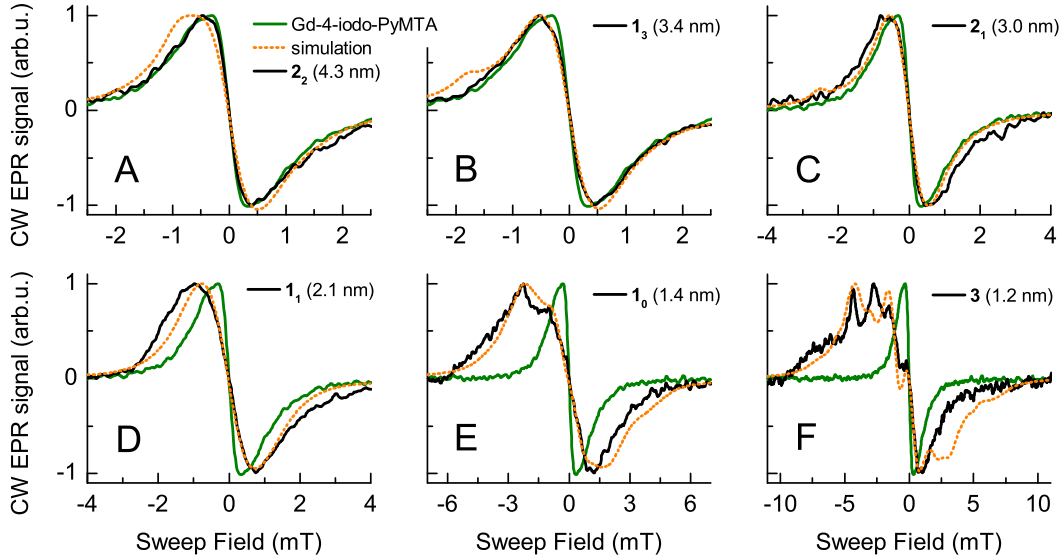 CW EPR signal (arb.u.)
1
0
-1
Gd-4-iodo-PyMTA
simulation
2₂ (4.3 nm)
A
-2 -1 0 1 2
1₃ (3.4 nm)
B
-2 -1 0 1 2
2₁ (3.0 nm)
C
-4 -2 0 2 4
CW EPR signal (arb.u.)
1
0
-1
1₁ (2.1 nm)
D
-4 -2 0 2 4
Sweep Field (mT)
1₀ (1.4 nm)
E
-6 -3 0 3 6
Sweep Field (mT)
3 (1.2 nm)
F
-10 -5 0 5 10
Sweep Field (mT)